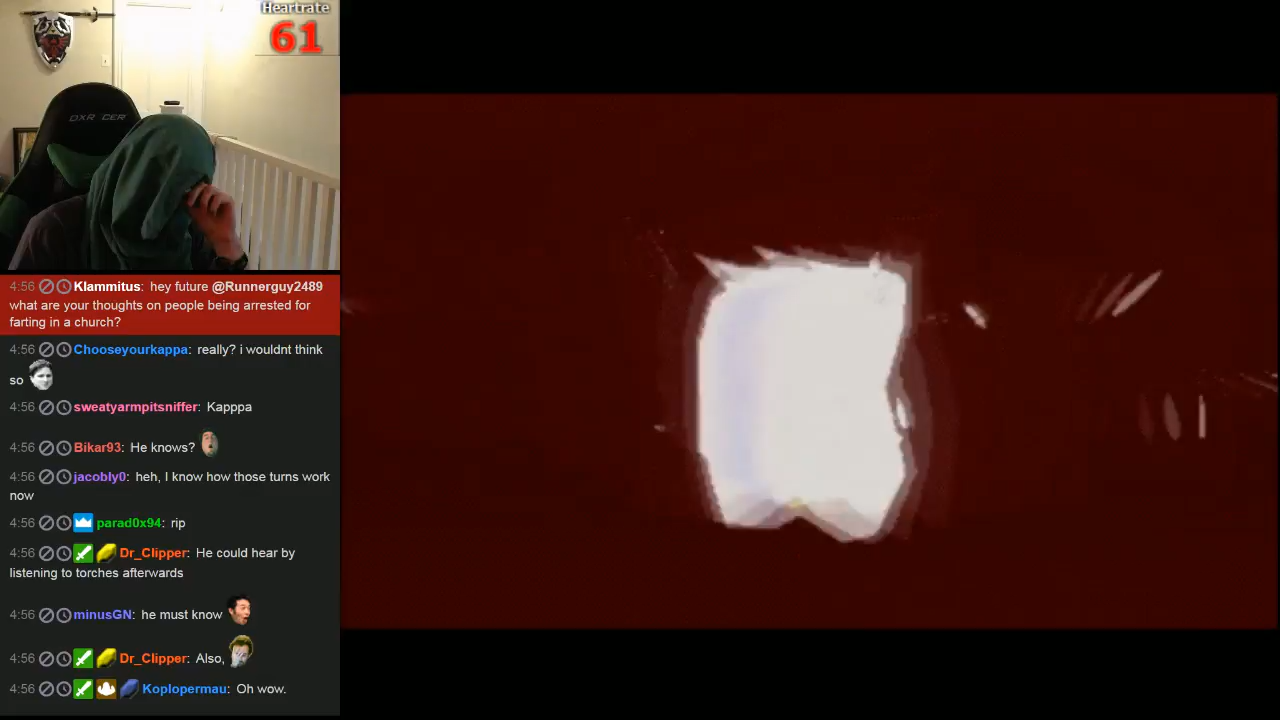 Heartrate
61
DXRACER
4:56 Klammitus: hey future @Runnerguy2489
what are your thoughts on people being arrested for
farting in a church?
4:56 Chooseyourkappa: really? i wouldnt think
so
4:56 sweatyarmpitsniffer: Kapppa
4:56 Bikar93: He knows?
4:56 jacobly0: heh, I know how those turns work
now
4:56 parad0x94: rip
4:56 Dr_Clipper: He could hear by
listening to torches afterwards
4:56 minusGN: he must know
4:56 Dr_Clipper: Also,
4:56 Koplopermau: Oh wow.